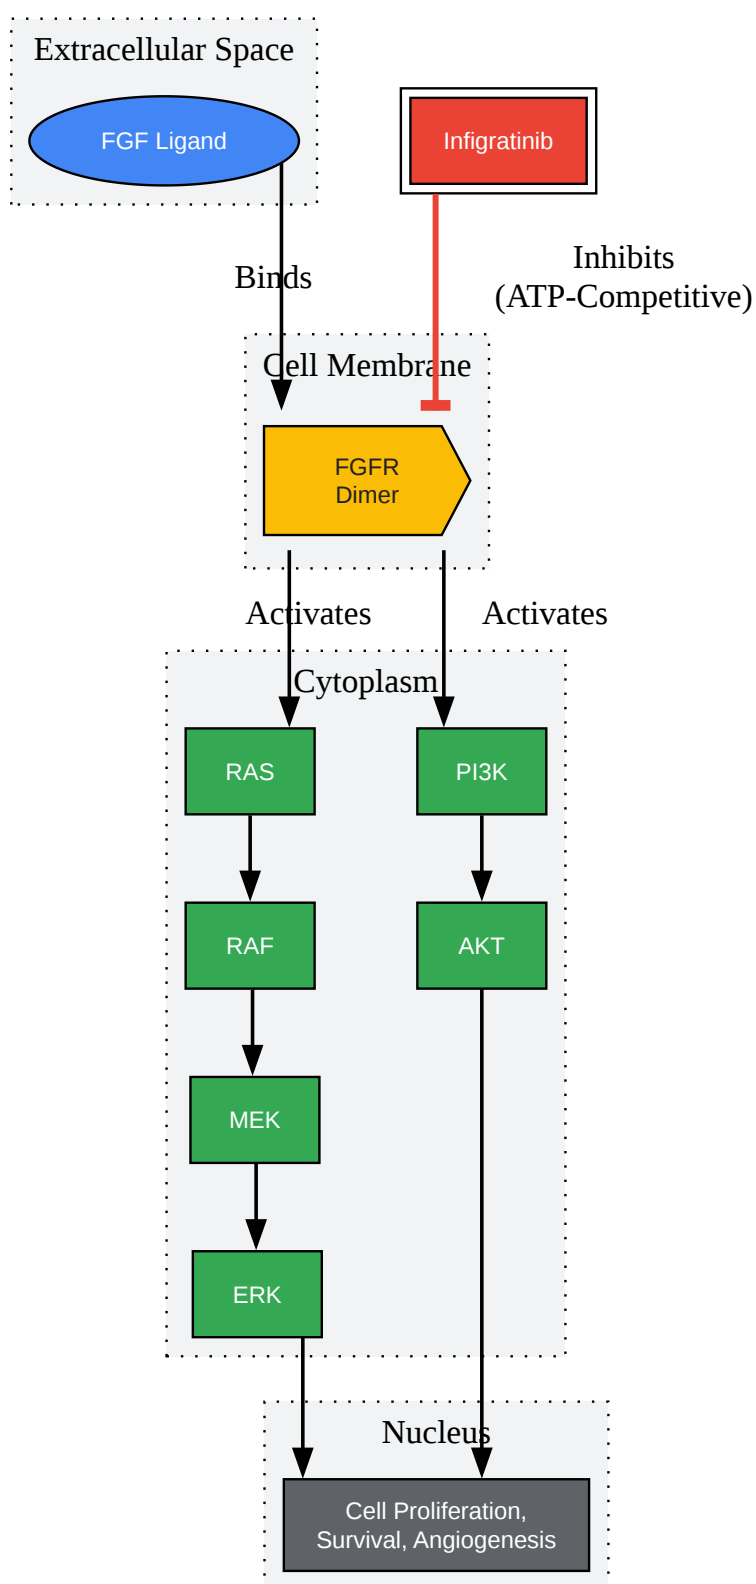 Extracellular Space
FGF Ligand
Infigratinib
Binds
Inhibits
(ATP-Competitive)
Cell Membrane
FGFR
Dimer
Activates
Activates
Cytoplasm
RAS
PI3K
RAF
AKT
MEK
ERK
Nucleus
Cell Proliferation,
Survival, Angiogenesis